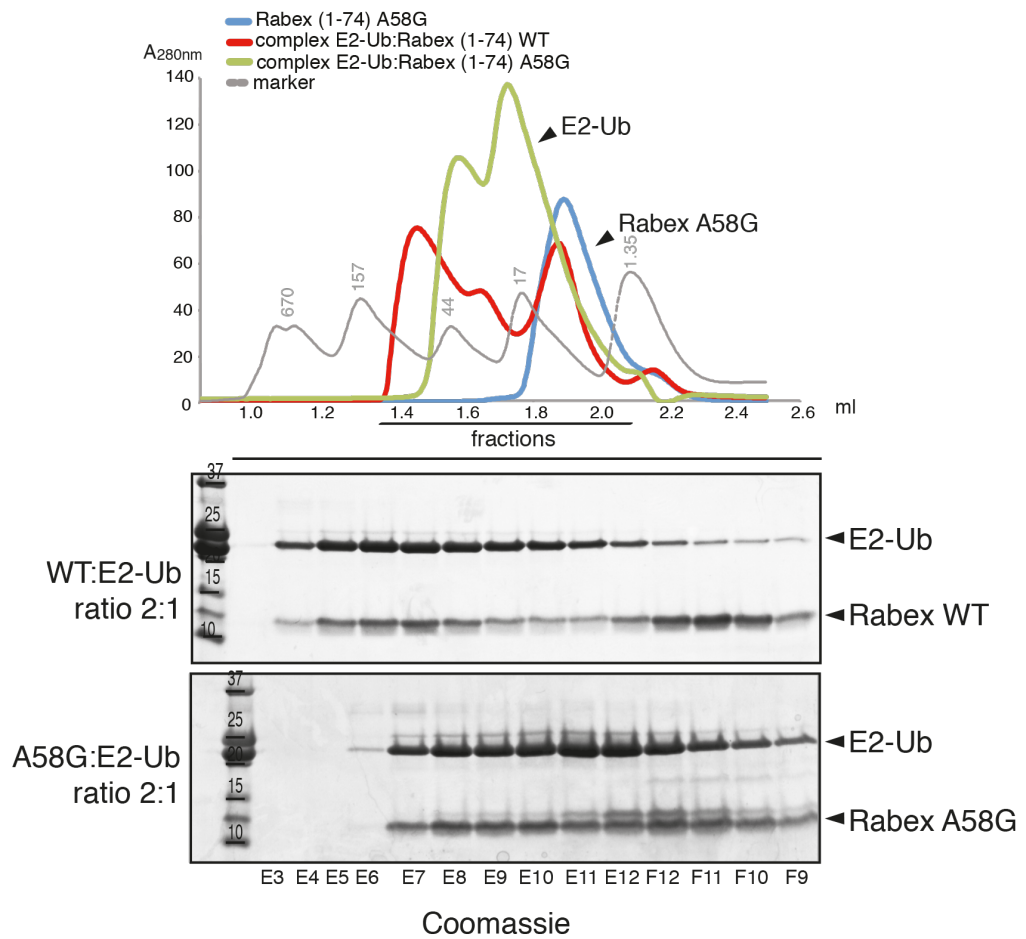 Rabex (1-74) A58G
complex E2-Ub:Rabex (1-74) WT
complex E2-Ub:Rabex (1-74) A58G
marker
A280nm
140
120
100
80
60
40
20
0
E2-Ub
Rabex A58G
670
157
44
17
1.35
1.0 1.2 1.4 1.6 1.8 2.0 2.2 2.4 2.6 ml
fractions
37
25
20
15
10
WT:E2-Ub
ratio 2:1
E2-Ub
Rabex WT
37
25
20
15
10
A58G:E2-Ub
ratio 2:1
E2-Ub
Rabex A58G
E3 E4 E5 E6 E7 E8 E9 E10 E11 E12 F12 F11 F10 F9
Coomassie